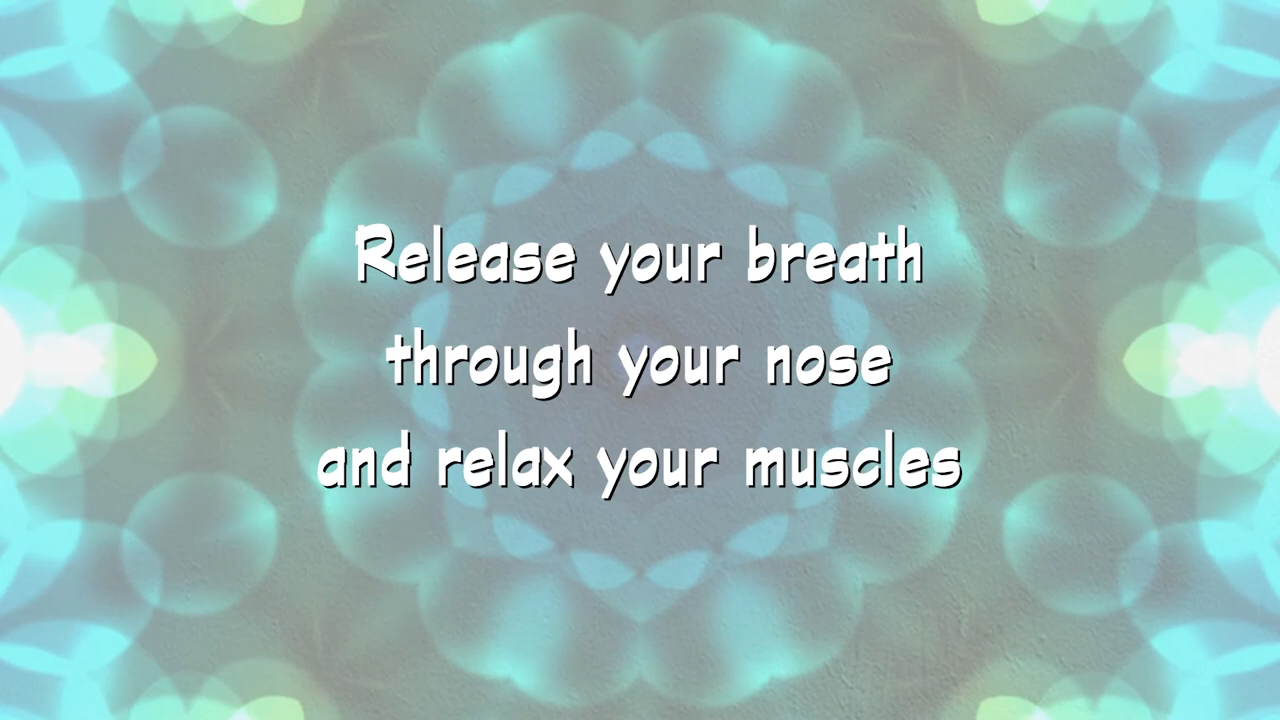 Release your breath
through your nose
and relax your muscles